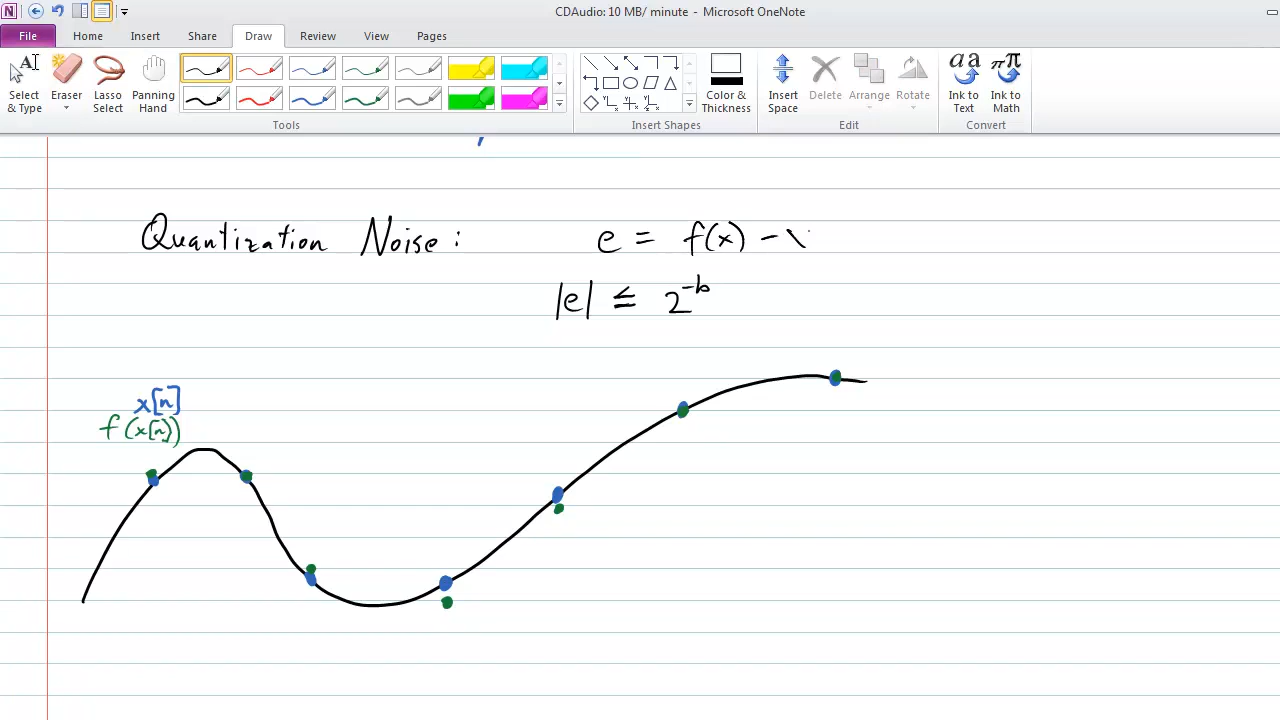 CDAudio: 10 MB/ minute - Microsoft OneNote
File Home Insert Share Draw Review View Pages
Select & Type
Eraser
Lasso Select
Panning Hand
Color & Thickness
Insert Space
Delete
Arrange
Rotate
Ink to Text
Ink to Math
Tools
Insert Shapes
Edit
Convert
Quantization Noise: e = f(x) -
|e| ≤ 2^-b
x[n]
f(x[n])